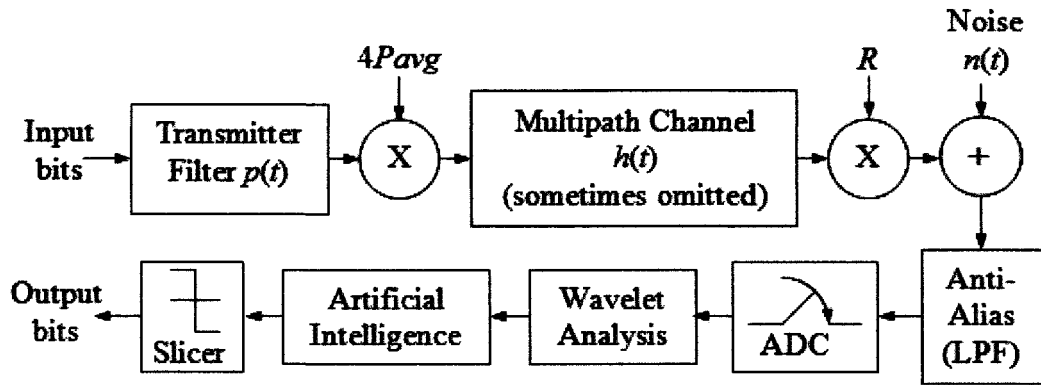 Noise
n(t)
4Pavg
R
Input
bits
Transmitter
Filter p(t)
X
Multipath Channel
h(t)
(sometimes omitted)
X
+
Output
bits
Slicer
Artificial
Intelligence
Wavelet
Analysis
ADC
Anti-
Alias
(LPF)